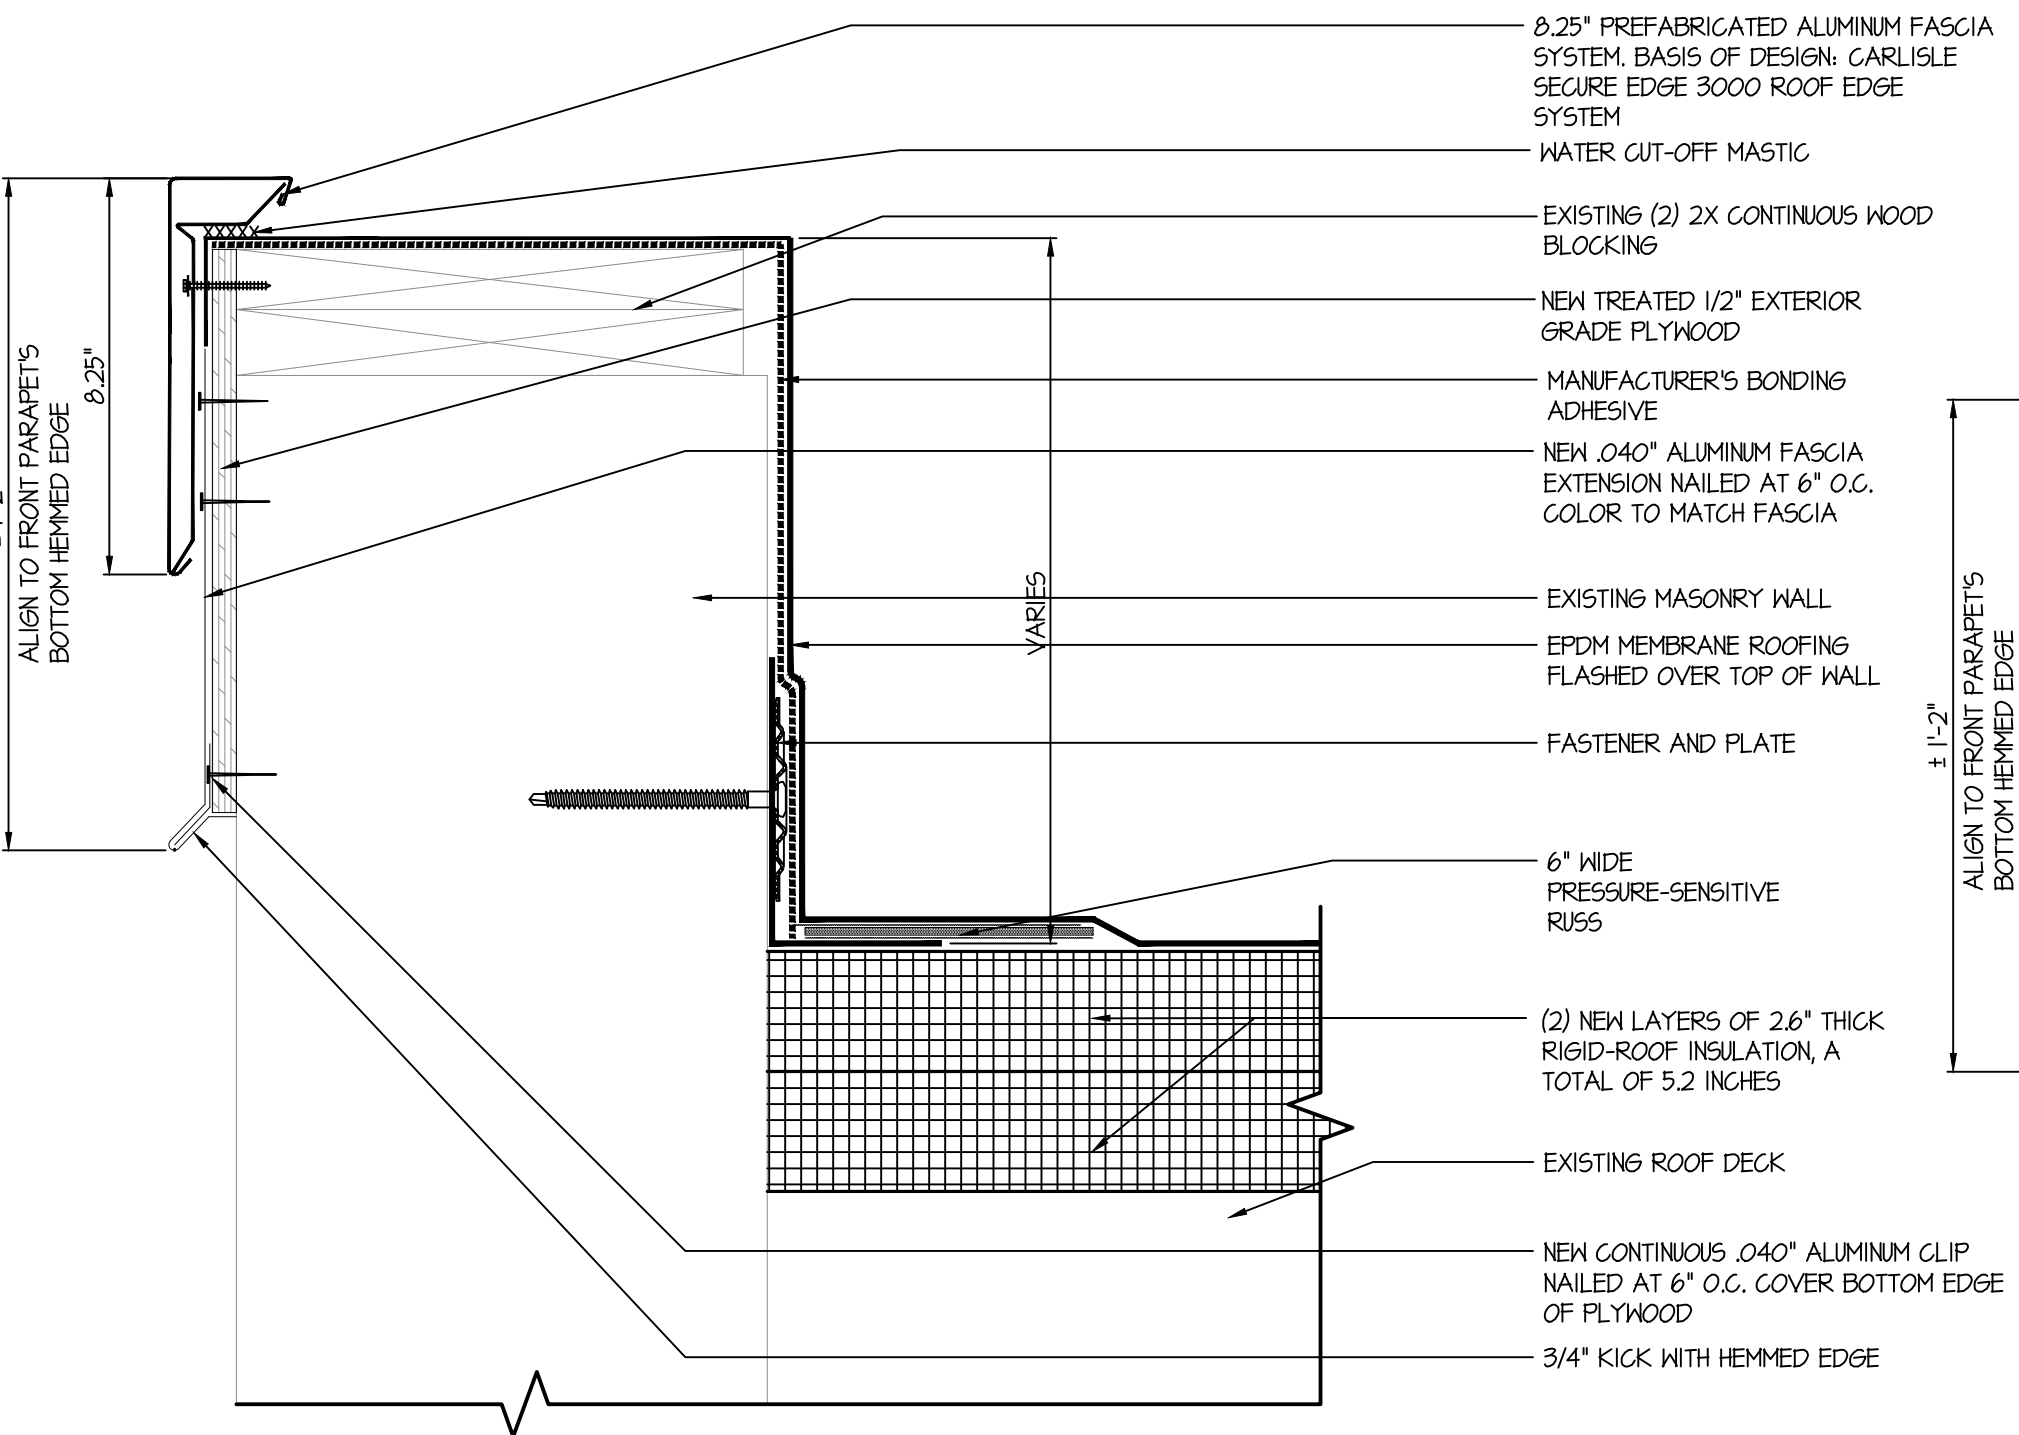 8.25" PREFABRICATED ALUMINUM FASCIA
SYSTEM. BASIS OF DESIGN: CARLISLE
SECURE EDGE 3000 ROOF EDGE
SYSTEM
WATER CUT-OFF MASTIC
EXISTING (2) 2X CONTINUOUS WOOD
BLOCKING
NEW TREATED 1/2" EXTERIOR
GRADE PLYWOOD
MANUFACTURER'S BONDING
ADHESIVE
NEW .040" ALUMINUM FASCIA
EXTENSION NAILED AT 6" O.C.
COLOR TO MATCH FASCIA
EXISTING MASONRY WALL
EPDM MEMBRANE ROOFING
FLASHED OVER TOP OF WALL
FASTENER AND PLATE
6" WIDE
PRESSURE-SENSITIVE
RUSS
(2) NEW LAYERS OF 2.6" THICK
RIGID-ROOF INSULATION, A
TOTAL OF 5.2 INCHES
EXISTING ROOF DECK
NEW CONTINUOUS .040" ALUMINUM CLIP
NAILED AT 6" O.C. COVER BOTTOM EDGE
OF PLYWOOD
3/4" KICK WITH HEMMED EDGE
ALIGN TO FRONT PARAPET'S
BOTTOM HEMMED EDGE
8.25"
VARIES
± 1'-2"
ALIGN TO FRONT PARAPET'S
BOTTOM HEMMED EDGE